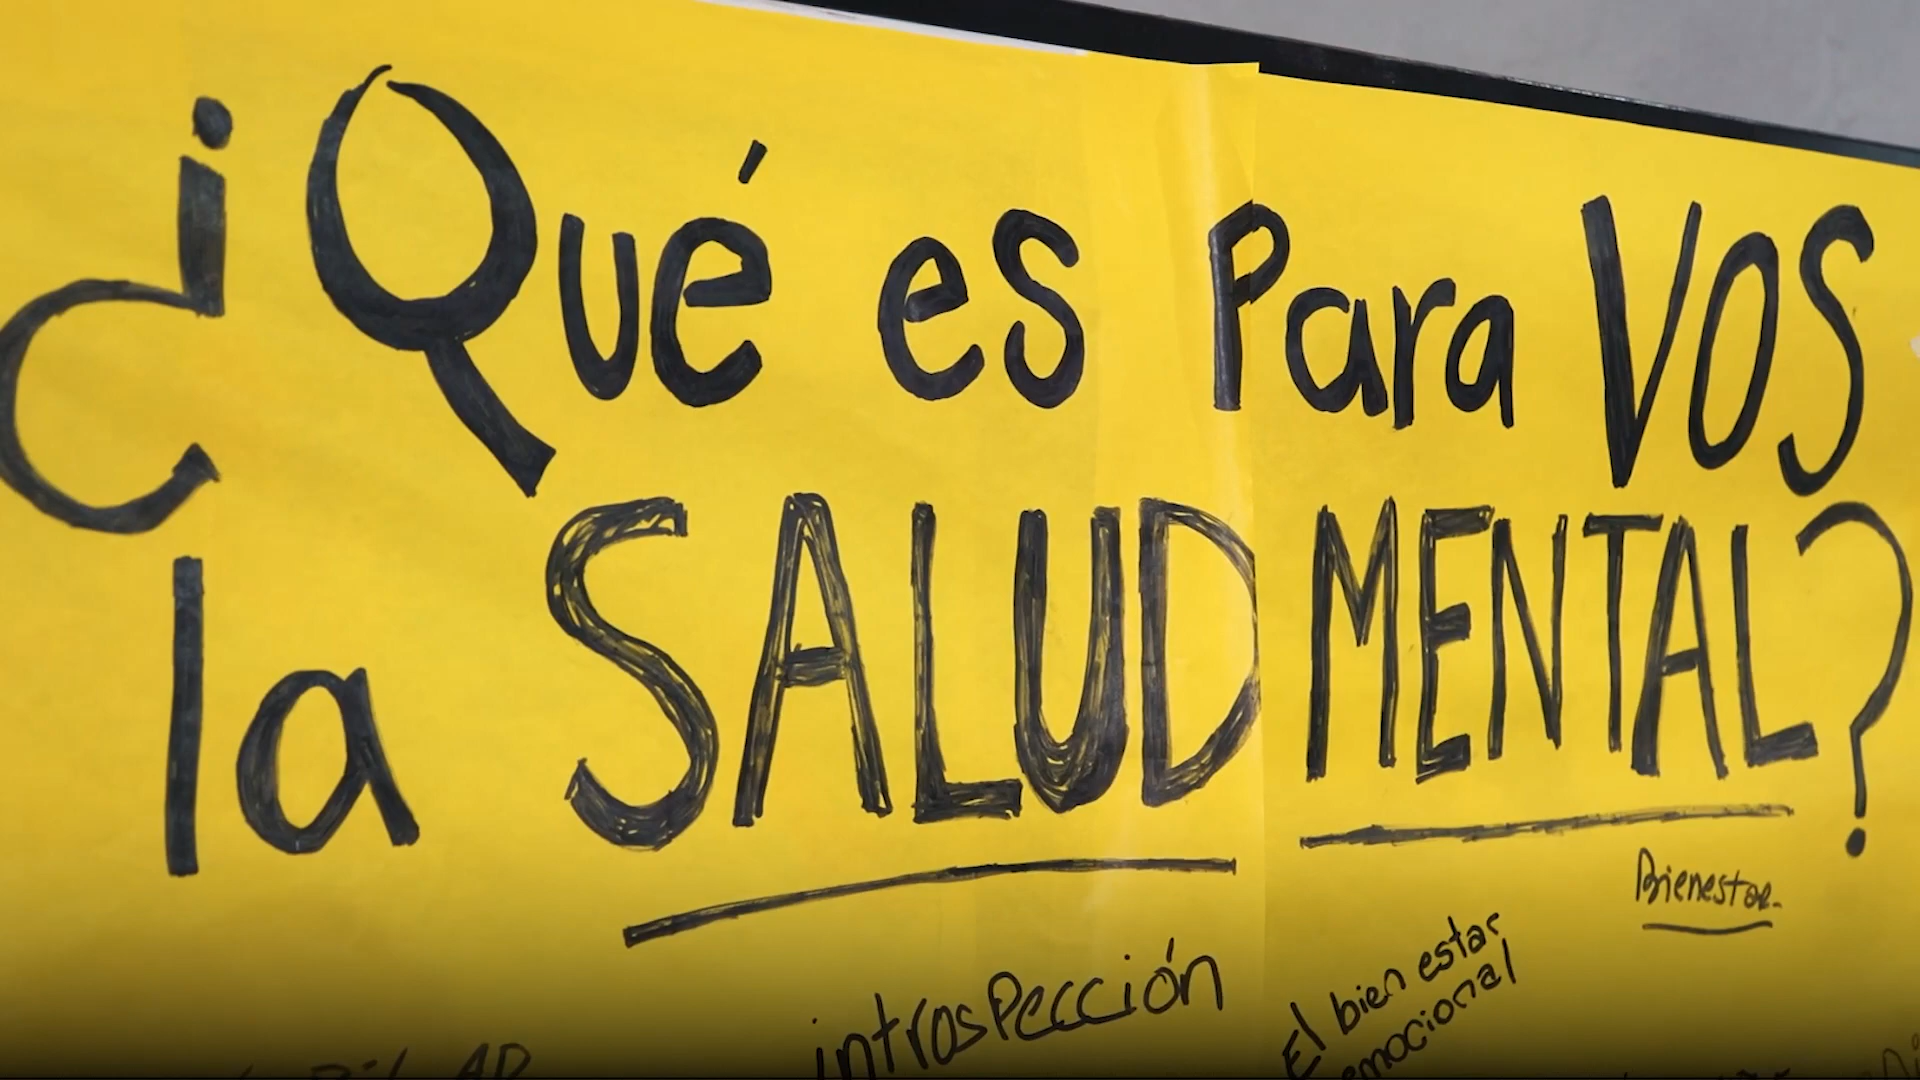 ¿Qué es para VOS
la SALUD MENTAL?
Bienestar.
introspección
El bien estar
emocional